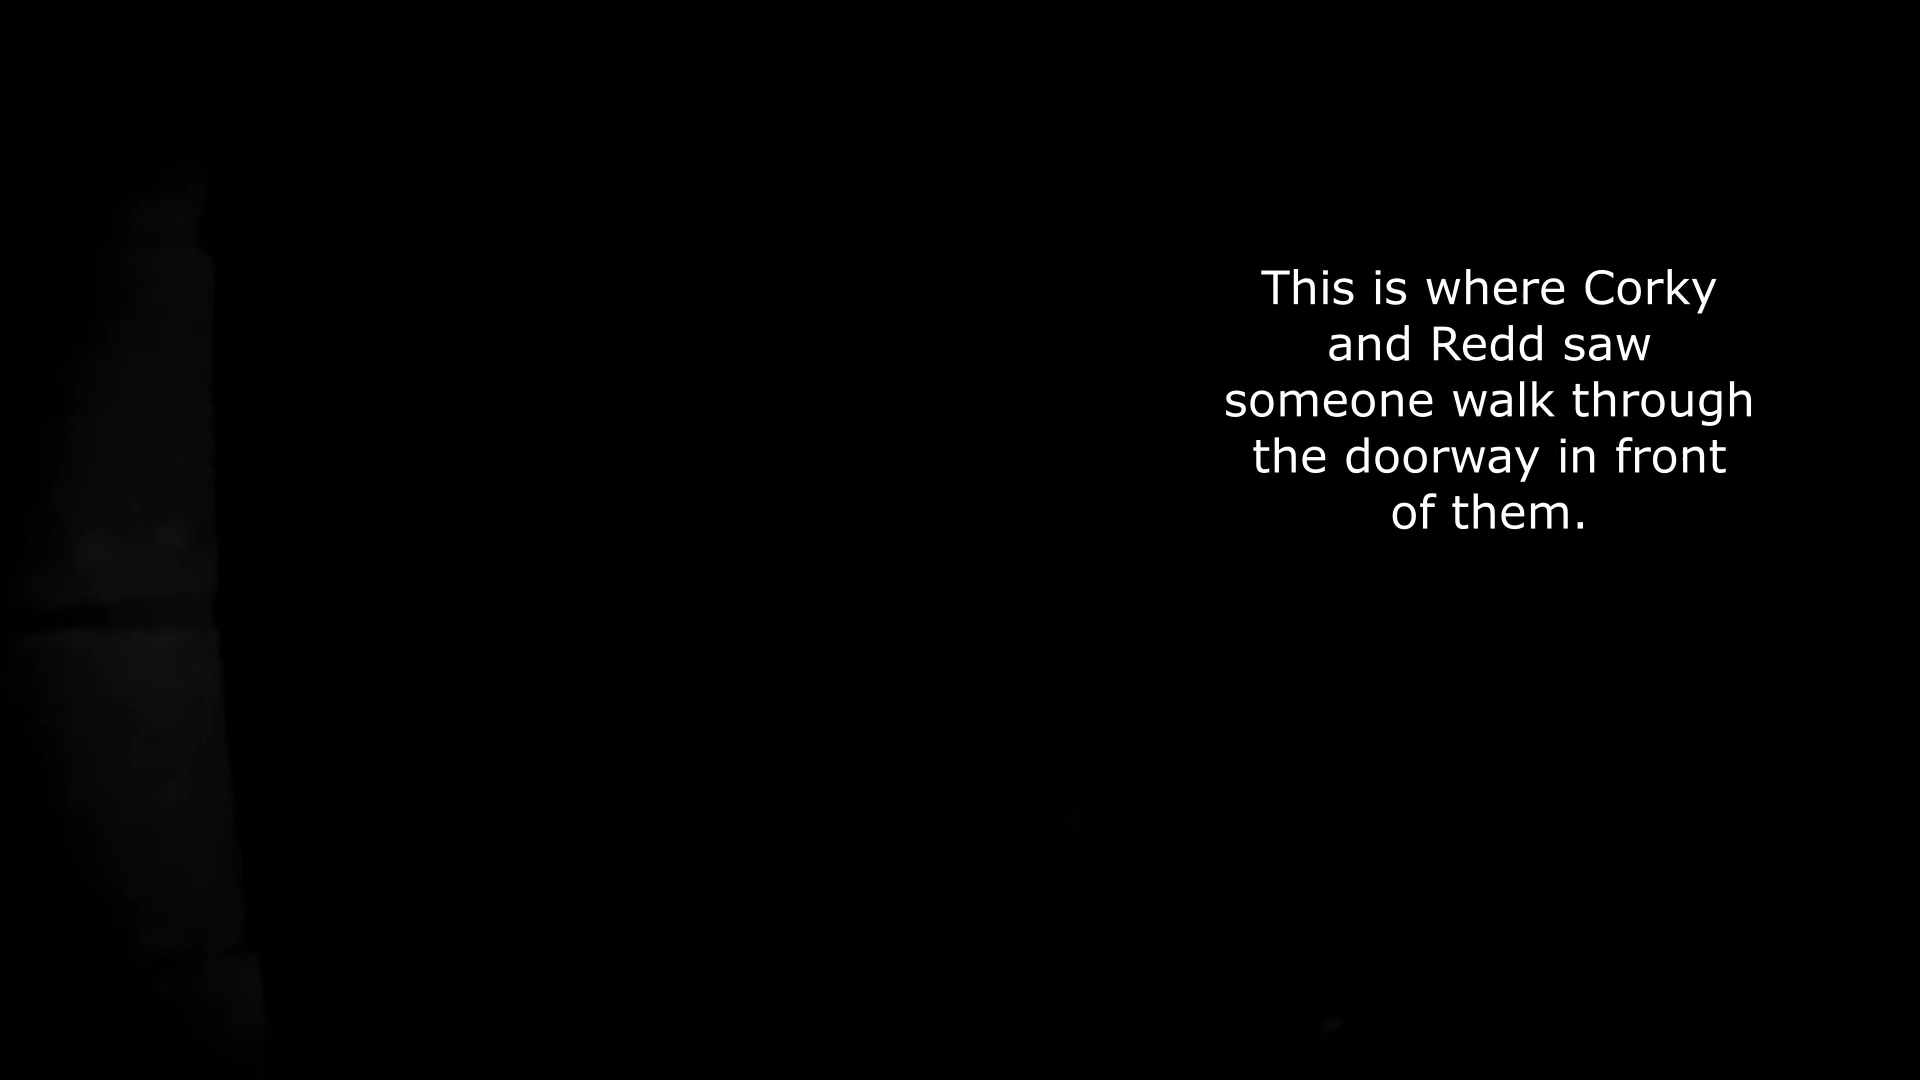 This is where Corky
and Redd saw
someone walk through
the doorway in front
of them.